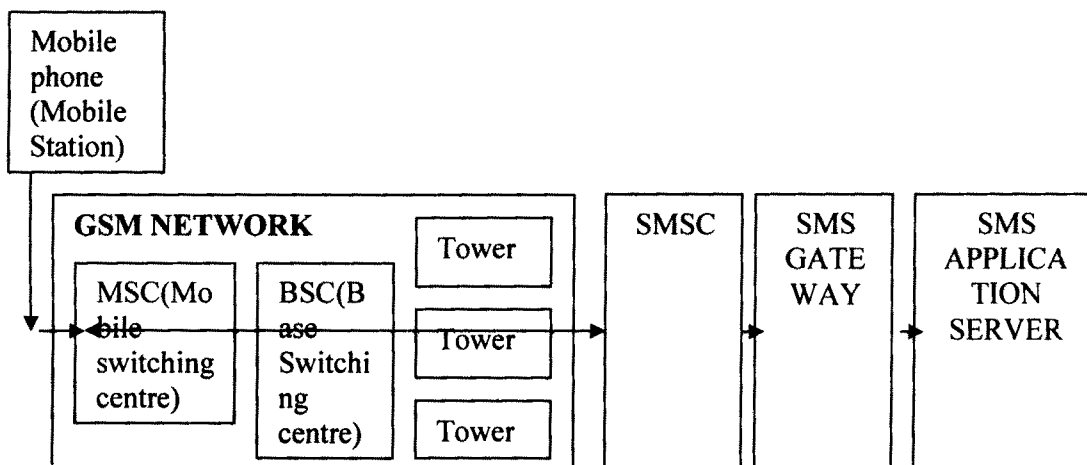 Mobile
phone
(Mobile
Station)
GSM NETWORK
MSC(Mo
bile
switching
centre)
BSC(B
ase
Switchi
ng
centre)
Tower
Tower
Tower
SMSC
SMS
GATE
WAY
SMS
APPLICA
TION
SERVER